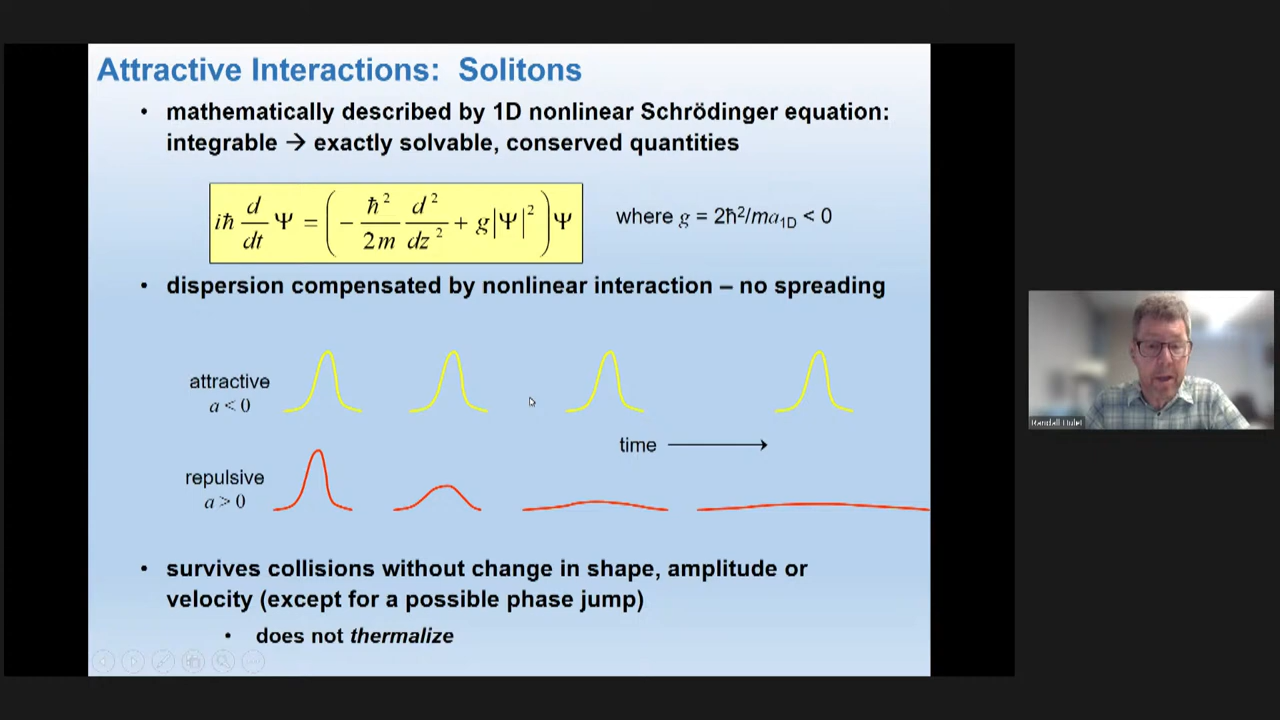 Attractive Interactions: Solitons
• mathematically described by 1D nonlinear Schrödinger equation:
integrable → exactly solvable, conserved quantities
iħ d/dt Ψ = ( − ħ²/2m d²/dz² + g|Ψ|² ) Ψ
where g = 2ħ²/ma1D < 0
• dispersion compensated by nonlinear interaction – no spreading
attractive
a < 0
time
repulsive
a > 0
• survives collisions without change in shape, amplitude or
velocity (except for a possible phase jump)
• does not thermalize
Randall Hulet